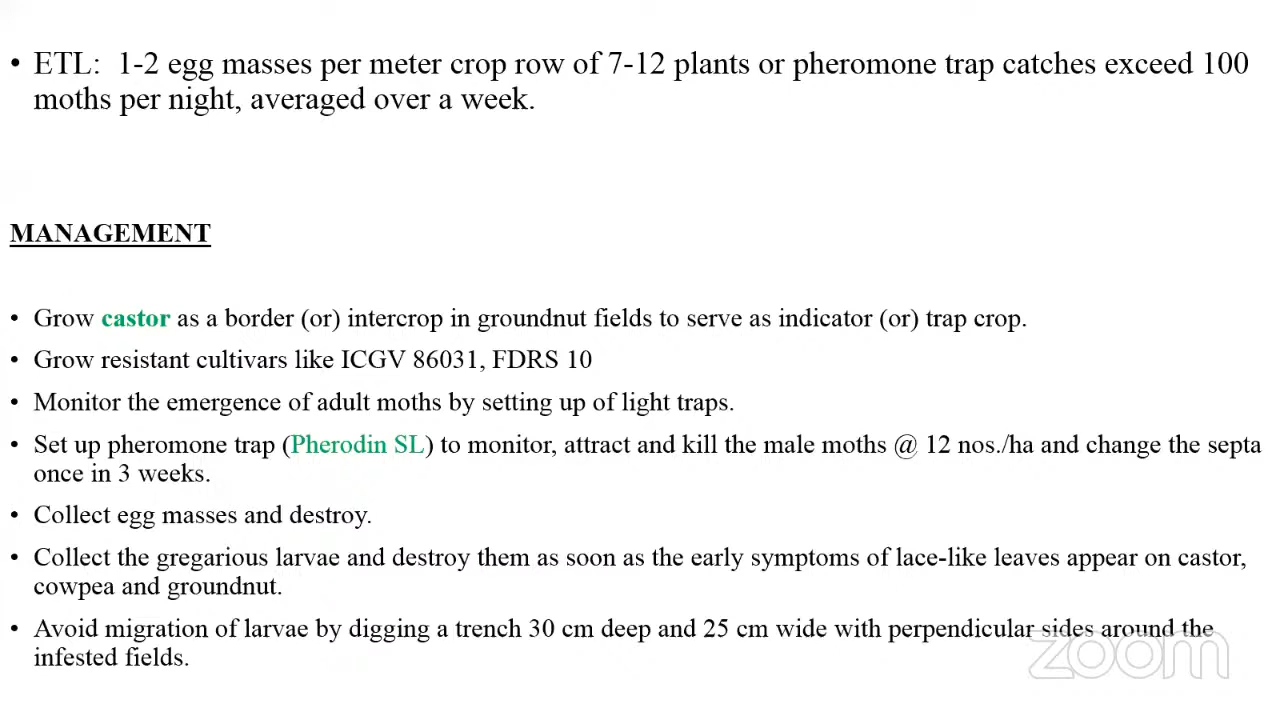 • ETL: 1-2 egg masses per meter crop row of 7-12 plants or pheromone trap catches exceed 100
moths per night, averaged over a week.
MANAGEMENT
• Grow castor as a border (or) intercrop in groundnut fields to serve as indicator (or) trap crop.
• Grow resistant cultivars like ICGV 86031, FDRS 10
• Monitor the emergence of adult moths by setting up of light traps.
• Set up pheromone trap (Pherodin SL) to monitor, attract and kill the male moths @ 12 nos./ha and change the septa
once in 3 weeks.
• Collect egg masses and destroy.
• Collect the gregarious larvae and destroy them as soon as the early symptoms of lace-like leaves appear on castor,
cowpea and groundnut.
• Avoid migration of larvae by digging a trench 30 cm deep and 25 cm wide with perpendicular sides around the
infested fields.
zoom